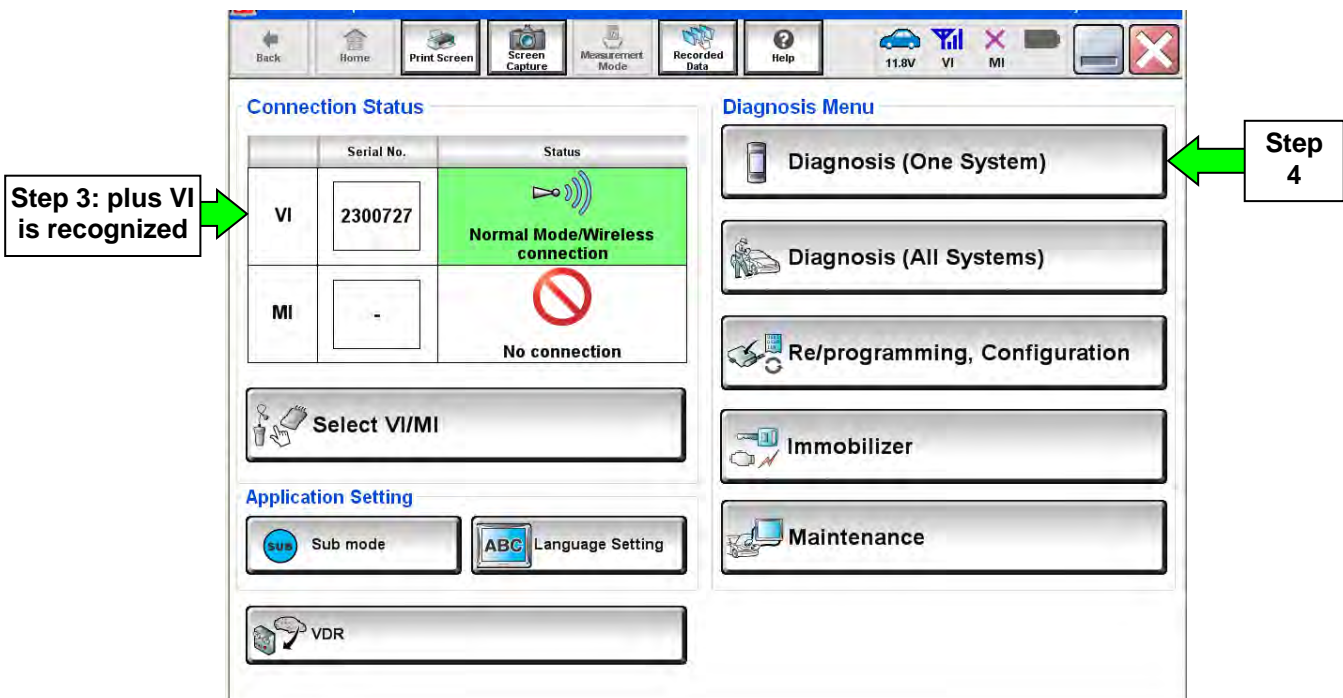 Back
Home
Print Screen
Screen
Capture
Measurement
Mode
Recorded
Data
Help
11.8V
VI
MI
Connection Status
Serial No.
Status
VI
2300727
Normal Mode/Wireless
connection
MI
-
No connection
Select VI/MI
Application Setting
SUB
Sub mode
ABC
Language Setting
VDR
Diagnosis Menu
Diagnosis (One System)
Diagnosis (All Systems)
Re/programming, Configuration
Immobilizer
Maintenance
Step 3: plus VI
is recognized
Step
4